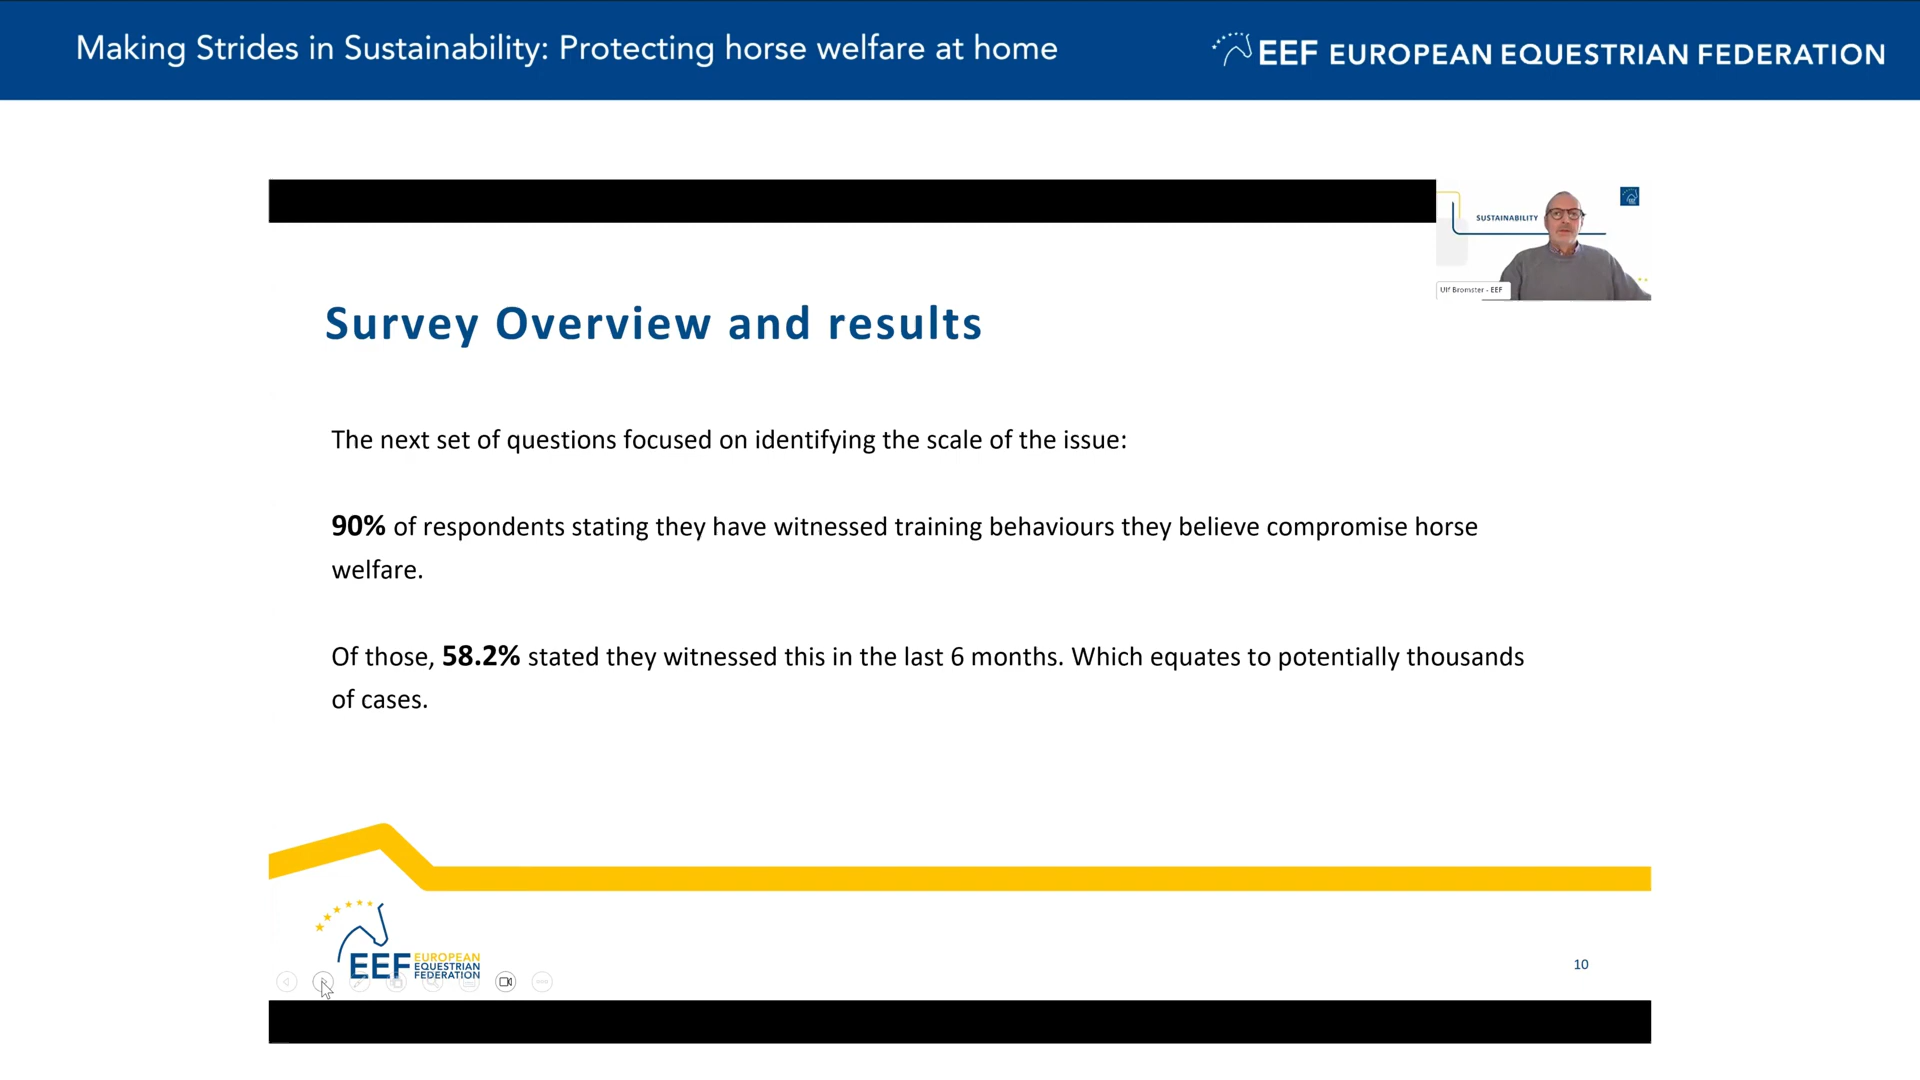 Making Strides in Sustainability: Protecting horse welfare at home
EEF EUROPEAN EQUESTRIAN FEDERATION
SUSTAINABILITY
Ulf Bromster - EEF
Survey Overview and results
The next set of questions focused on identifying the scale of the issue:
90% of respondents stating they have witnessed training behaviours they believe compromise horse
welfare.
Of those, 58.2% stated they witnessed this in the last 6 months. Which equates to potentially thousands
of cases.
EEF EUROPEAN
EQUESTRIAN
FEDERATION
10